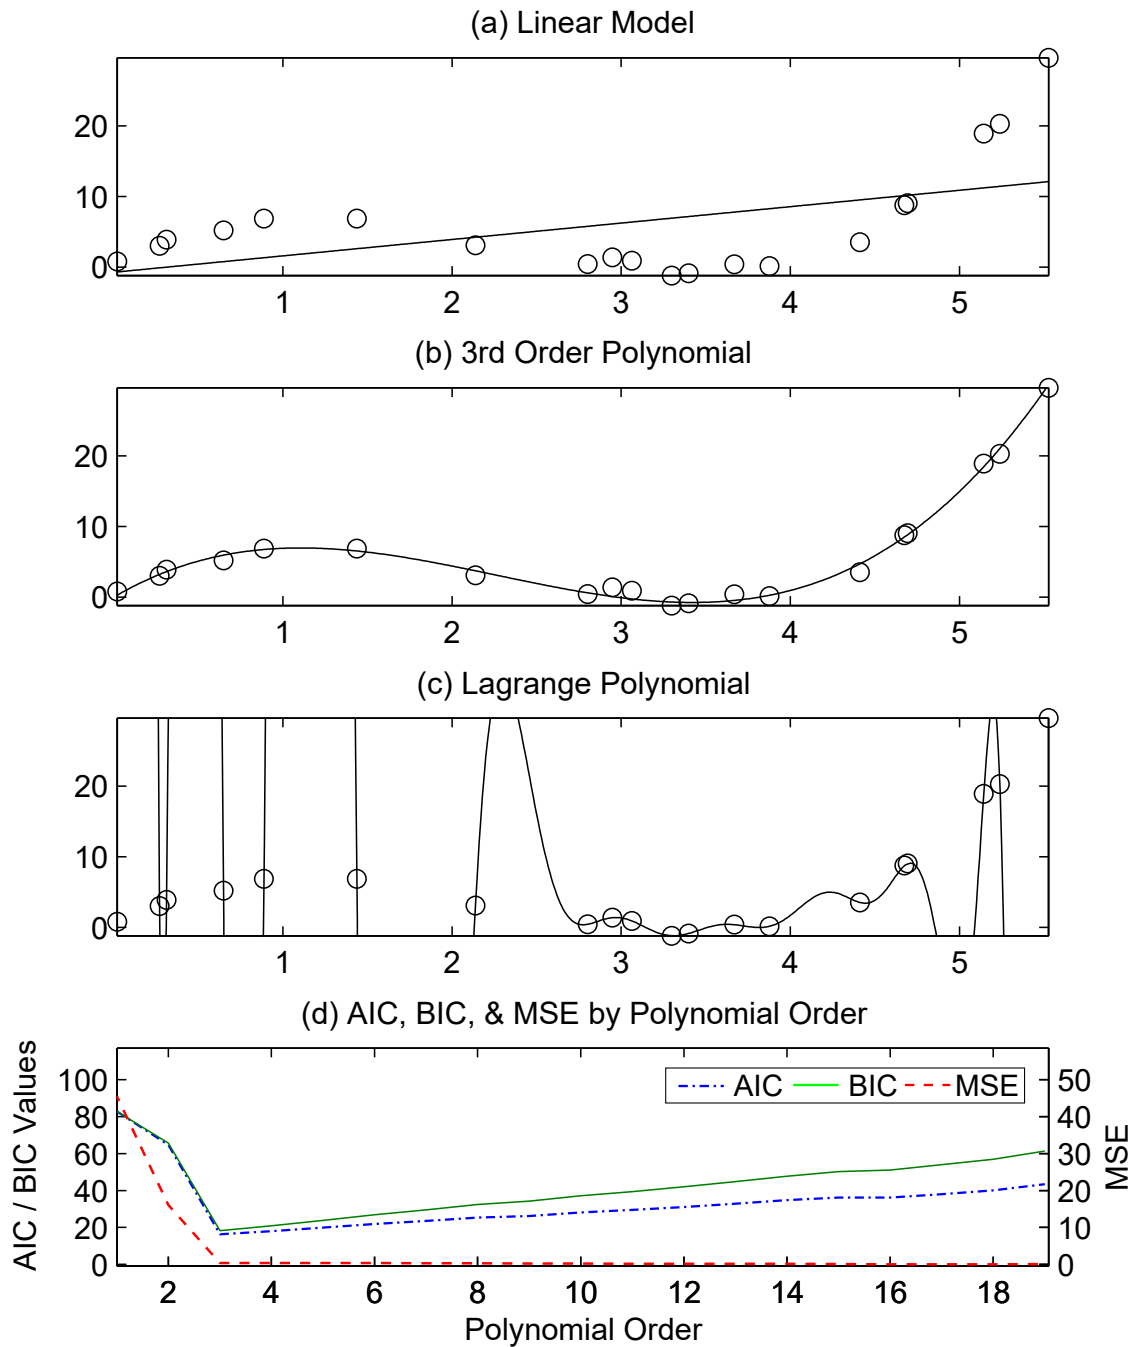 (a) Linear Model
20
10
0
1 2 3 4 5
(b) 3rd Order Polynomial
20
10
0
1 2 3 4 5
(c) Lagrange Polynomial
20
10
0
1 2 3 4 5
(d) AIC, BIC, & MSE by Polynomial Order
AIC / BIC Values
100 AIC BIC MSE 50
80 40
60 30
40 20
20 10
0 0
MSE
2 4 6 8 10 12 14 16 18
Polynomial Order